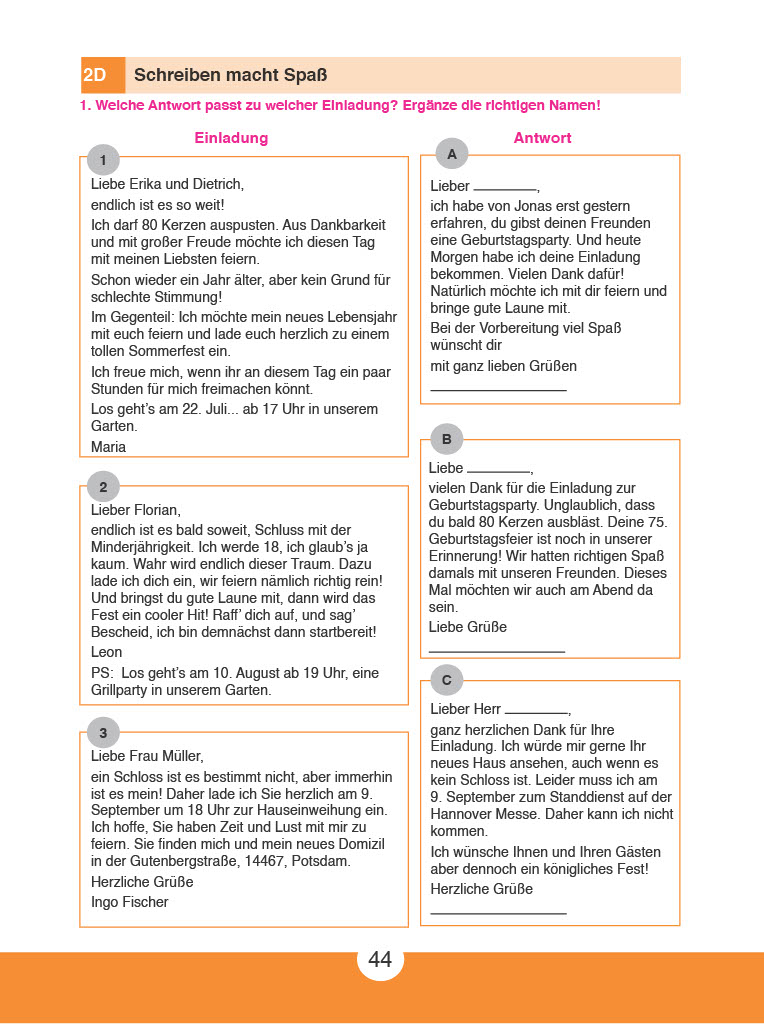 2D Schreiben macht Spaß
1. Welche Antwort passt zu welcher Einladung? Ergänze die richtigen Namen!
Einladung
1
Liebe Erika und Dietrich,
endlich ist es so weit!
Ich darf 80 Kerzen auspusten. Aus Dankbarkeit
und mit großer Freude möchte ich diesen Tag
mit meinen Liebsten feiern.
Schon wieder ein Jahr älter, aber kein Grund für
schlechte Stimmung!
Im Gegenteil: Ich möchte mein neues Lebensjahr
mit euch feiern und lade euch herzlich zu einem
tollen Sommerfest ein.
Ich freue mich, wenn ihr an diesem Tag ein paar
Stunden für mich freimachen könnt.
Los geht’s am 22. Juli... ab 17 Uhr in unserem
Garten.
Maria
2
Lieber Florian,
endlich ist es bald soweit, Schluss mit der
Minderjährigkeit. Ich werde 18, ich glaub’s ja
kaum. Wahr wird endlich dieser Traum. Dazu
lade ich dich ein, wir feiern nämlich richtig rein!
Und bringst du gute Laune mit, dann wird das
Fest ein cooler Hit! Raff’ dich auf, und sag’
Bescheid, ich bin demnächst dann startbereit!
Leon
PS: Los geht’s am 10. August ab 19 Uhr, eine
Grillparty in unserem Garten.
3
Liebe Frau Müller,
ein Schloss ist es bestimmt nicht, aber immerhin
ist es mein! Daher lade ich Sie herzlich am 9.
September um 18 Uhr zur Hauseinweihung ein.
Ich hoffe, Sie haben Zeit und Lust mit mir zu
feiern. Sie finden mich und mein neues Domizil
in der Gutenbergstraße, 14467, Potsdam.
Herzliche Grüße
Ingo Fischer
Antwort
A
Lieber ________,
ich habe von Jonas erst gestern
erfahren, du gibst deinen Freunden
eine Geburtstagsparty. Und heute
Morgen habe ich deine Einladung
bekommen. Vielen Dank dafür!
Natürlich möchte ich mit dir feiern und
bringe gute Laune mit.
Bei der Vorbereitung viel Spaß
wünscht dir
mit ganz lieben Grüßen
_________________
B
Liebe ________,
vielen Dank für die Einladung zur
Geburtstagsparty. Unglaublich, dass
du bald 80 Kerzen ausbläst. Deine 75.
Geburtstagsfeier ist noch in unserer
Erinnerung! Wir hatten richtigen Spaß
damals mit unseren Freunden. Dieses
Mal möchten wir auch am Abend da
sein.
Liebe Grüße
_________________
C
Lieber Herr ________,
ganz herzlichen Dank für Ihre
Einladung. Ich würde mir gerne Ihr
neues Haus ansehen, auch wenn es
kein Schloss ist. Leider muss ich am
9. September zum Standdienst auf der
Hannover Messe. Daher kann ich nicht
kommen.
Ich wünsche Ihnen und Ihren Gästen
aber dennoch ein königliches Fest!
Herzliche Grüße
_________________
44